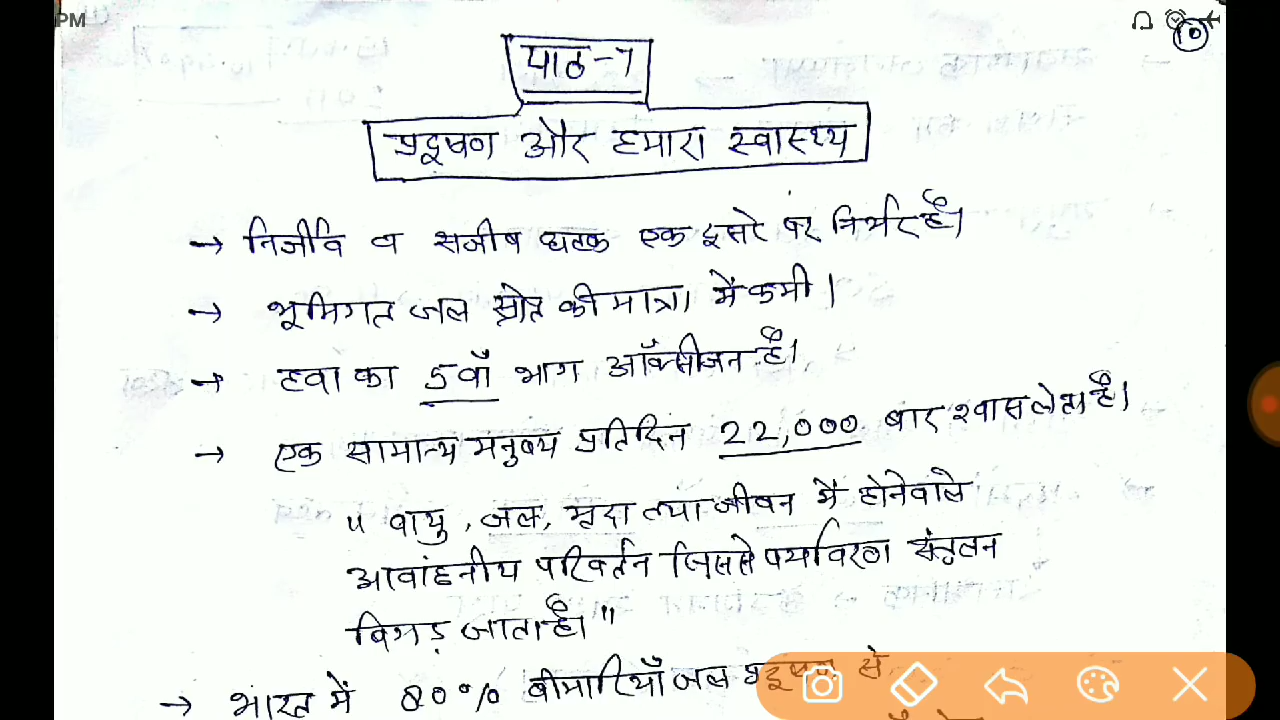 PM
10
पाठ-7
प्रदूषण और हमारा स्वास्थ्य
→ निर्जीव व सजीव घटक एक दूसरे पर निर्भर है।
→ भूमिगत जल स्रोत की मात्रा में कमी।
→ हवा का 5वाँ भाग ऑक्सीजन है।
→ एक सामान्य मनुष्य प्रतिदिन 22,000 बार श्वास लेता है।
" वायु, जल, मृदा तथा जीवन में होनेवाले
आवांछनीय परिवर्तन जिससे पर्यावरण संतुलन
बिगड़ जाता है। "
→ भारत में 80% बीमारियाँ जल प्रदूषण से